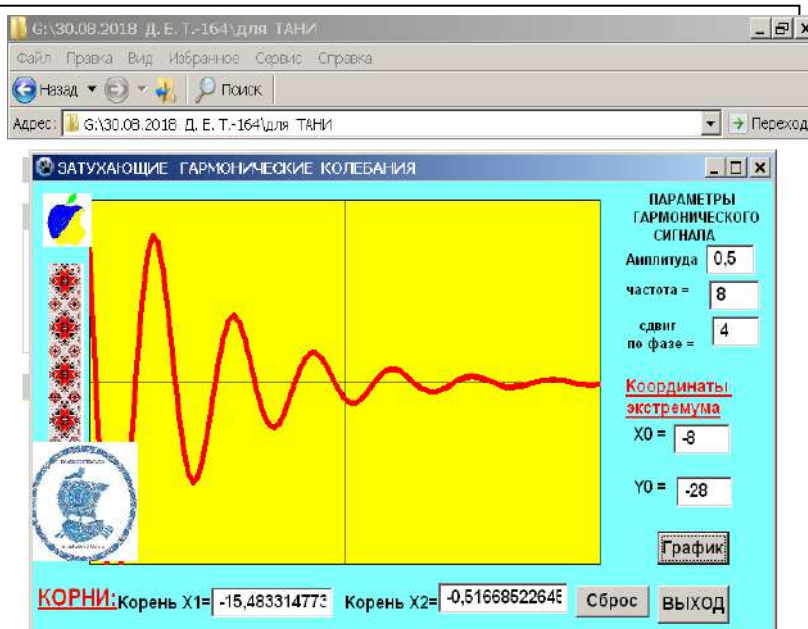 G:\30.08.2018 Д. Е. Т.-164\для ТАНИ
Файл Правка Вид Избранное Сервис Справка
Назад Поиск
Адрес: G:\30.08.2018 Д. Е. Т.-164\для ТАНИ Переход
ЗАТУХАЮЩИЕ ГАРМОНИЧЕСКИЕ КОЛЕБАНИЯ
ПАРАМЕТРЫ
ГАРМОНИЧЕСКОГО
СИГНАЛА
Амплитуда 0,5
частота = 8
сдвиг
по фазе = 4
Координаты
экстремума
X0 = -8
Y0 = -28
График
КОРНИ: Корень X1= -15,483314773 Корень X2= -0,51668522645 Сброс ВЫХОД